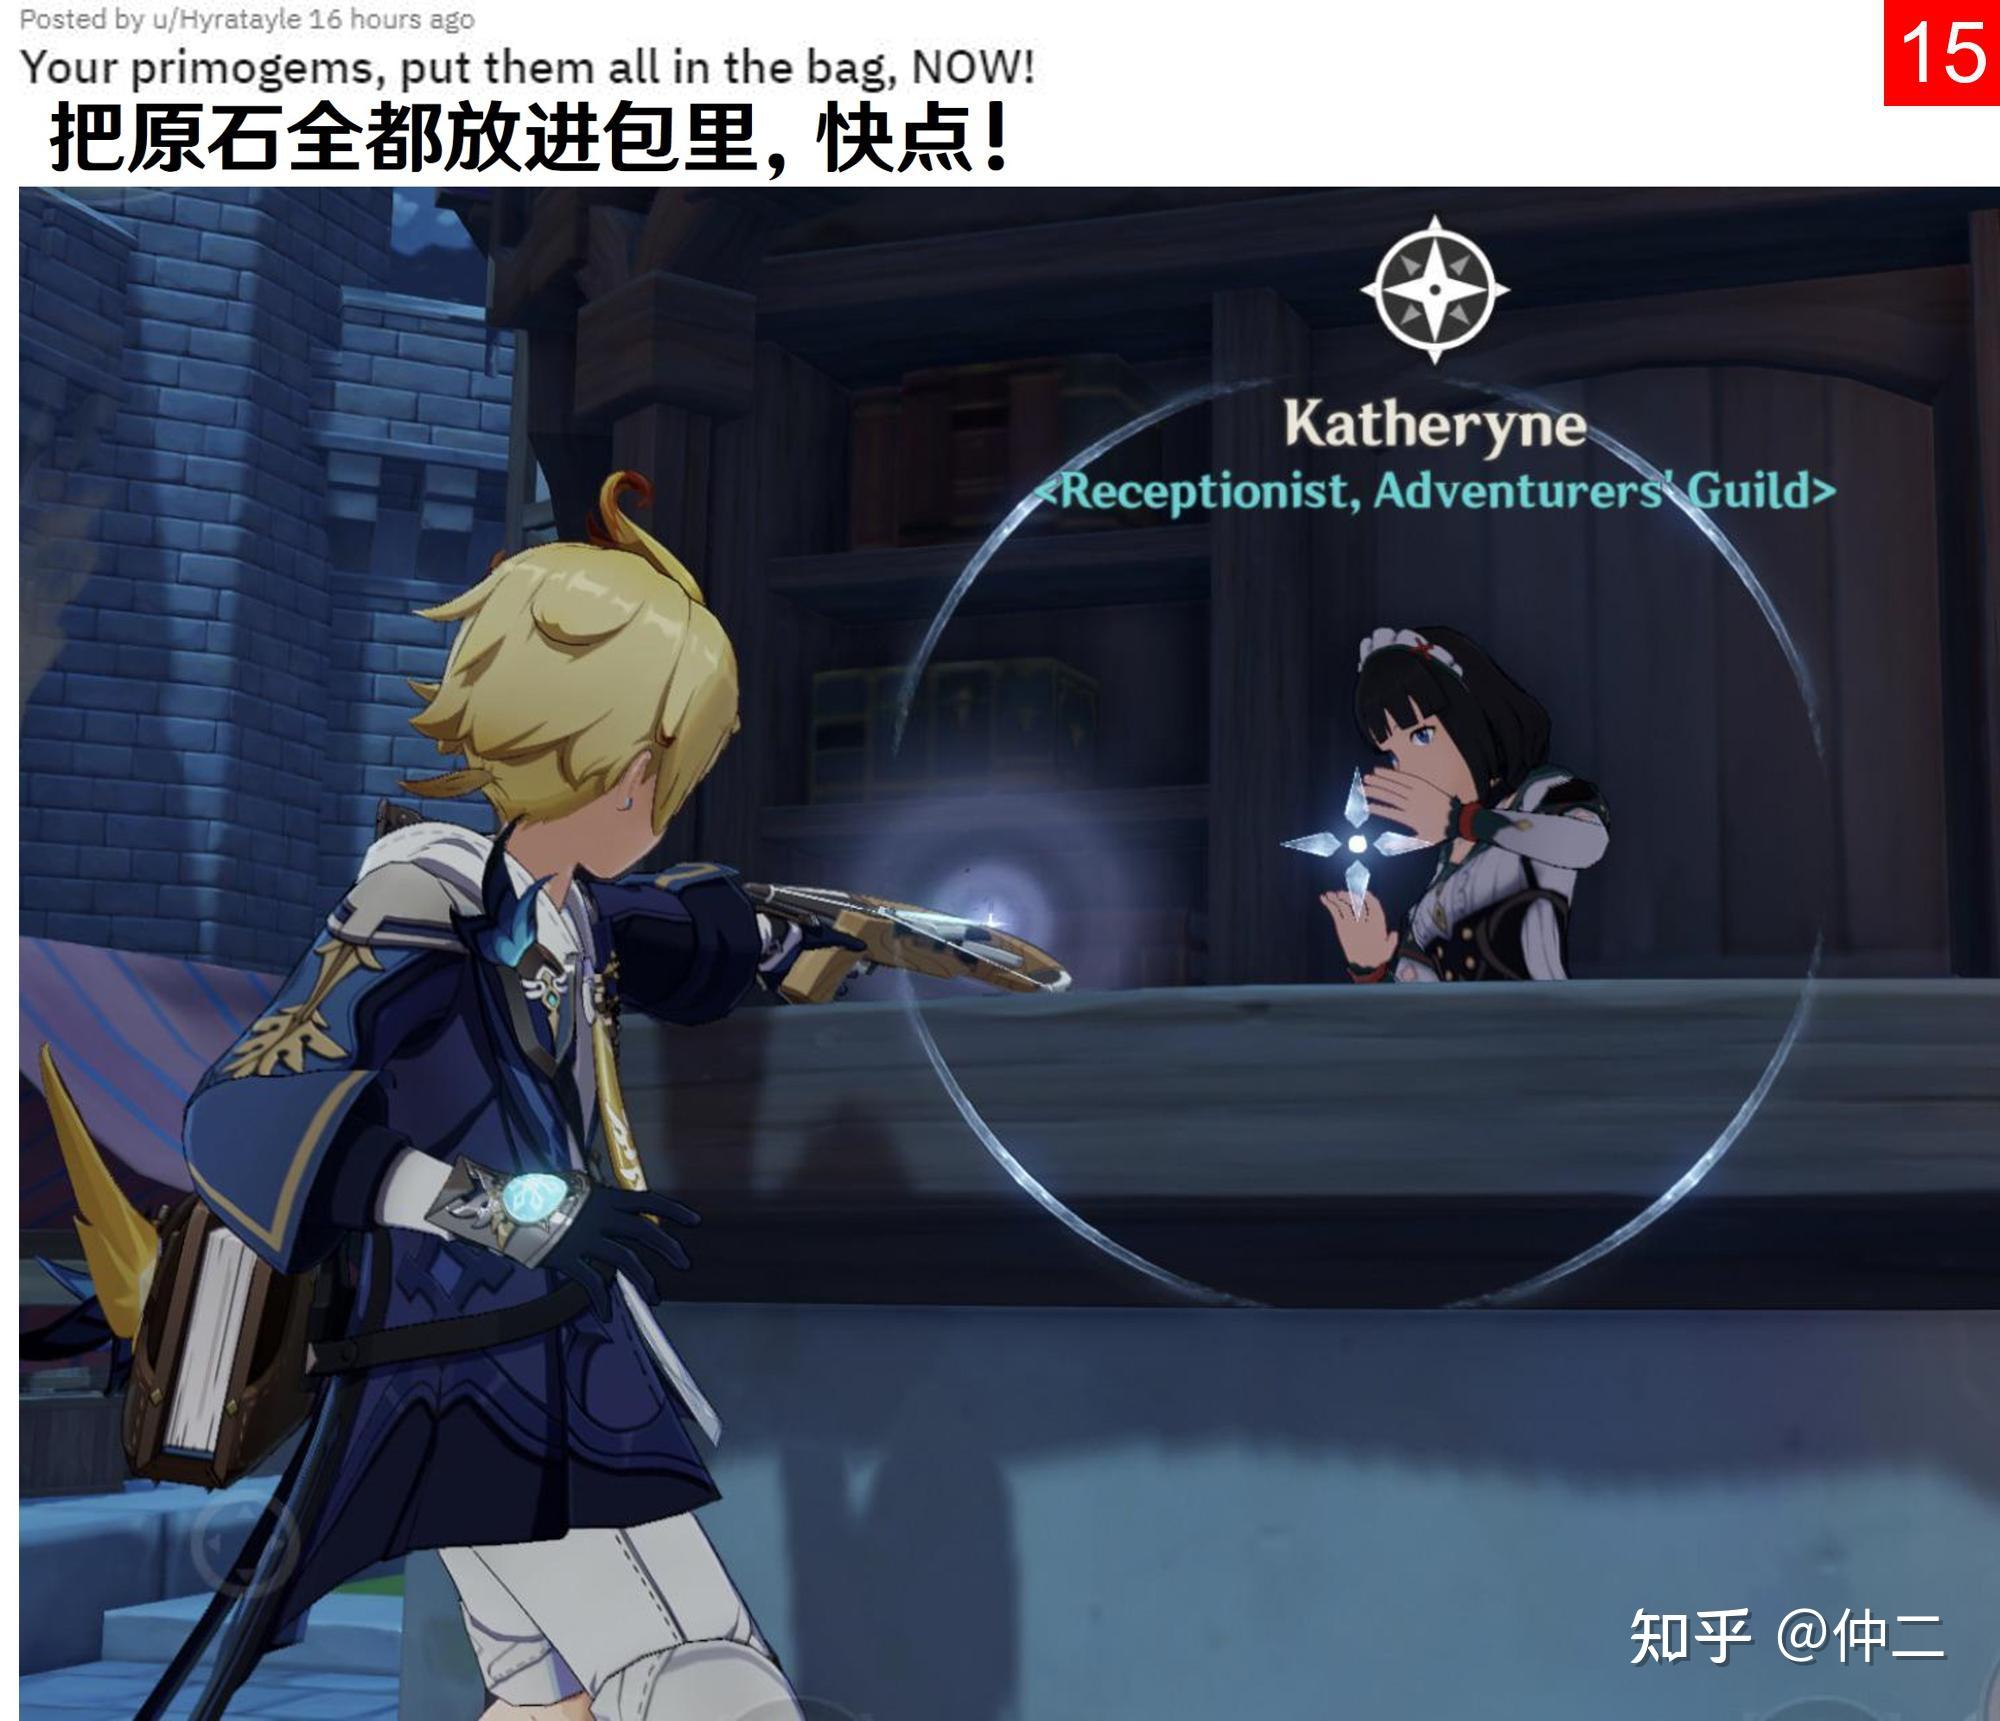 Posted by u/Hyratayle 16 hours ago
15
Your primogems, put them all in the bag, NOW!
把原石全都放进包里，快点！
Katheryne
<Receptionist, Adventurers' Guild>
知乎 @仲二